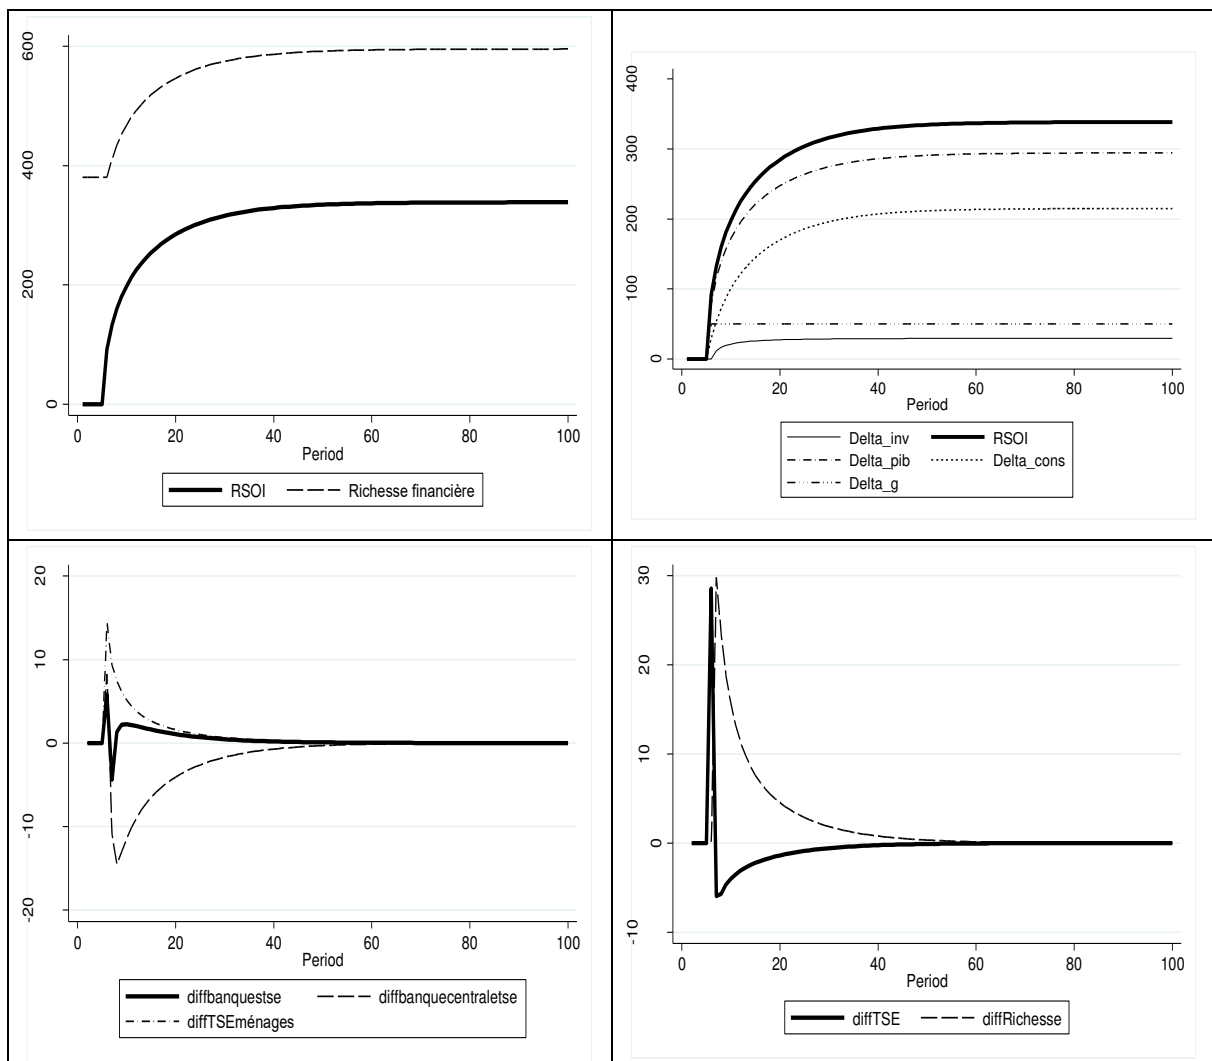 600
400
200
0
0 20 40 60 80 100
Period
RSOI Richesse financière
400
300
200
100
0
0 20 40 60 80 100
Period
Delta_inv RSOI
Delta_pib Delta_cons
Delta_g
20
10
0
-10
-20
0 20 40 60 80 100
Period
diffbanquestse diffbanquecentraletse
diffTSEménages
30
20
10
0
-10
0 20 40 60 80 100
Period
diffTSE diffRichesse